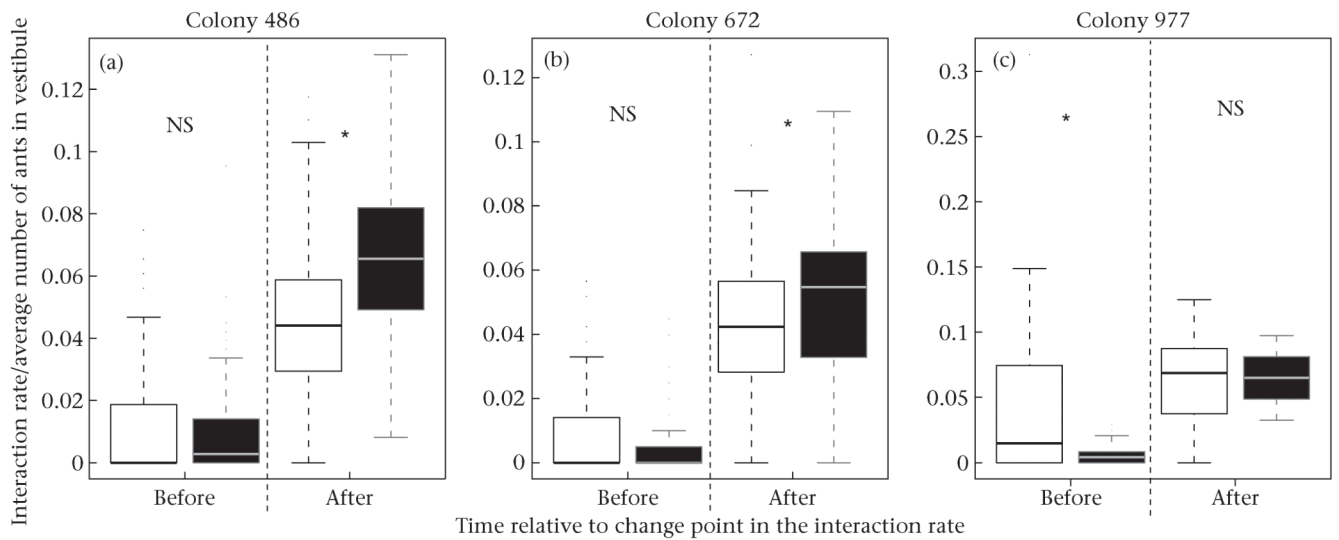 Colony 486
Colony 672
Colony 977
Interaction rate/average number of ants in vestibule
(a)
NS
*
0.12
0.1
0.08
0.06
0.04
0.02
0
Before
After
(b)
NS
*
0.12
0.1
0.08
0.06
0.04
0.02
0
Before
After
(c)
*
NS
0.3
0.25
0.2
0.15
0.1
0.05
0
Before
After
Time relative to change point in the interaction rate